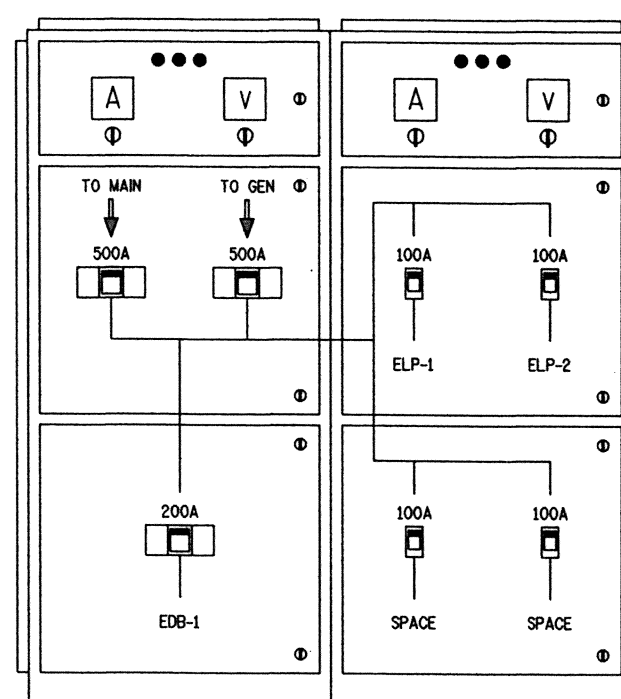 A V A V
TO MAIN TO GEN
500A 500A 100A 100A
ELP-1 ELP-2
200A 100A 100A
EDB-1 SPACE SPACE